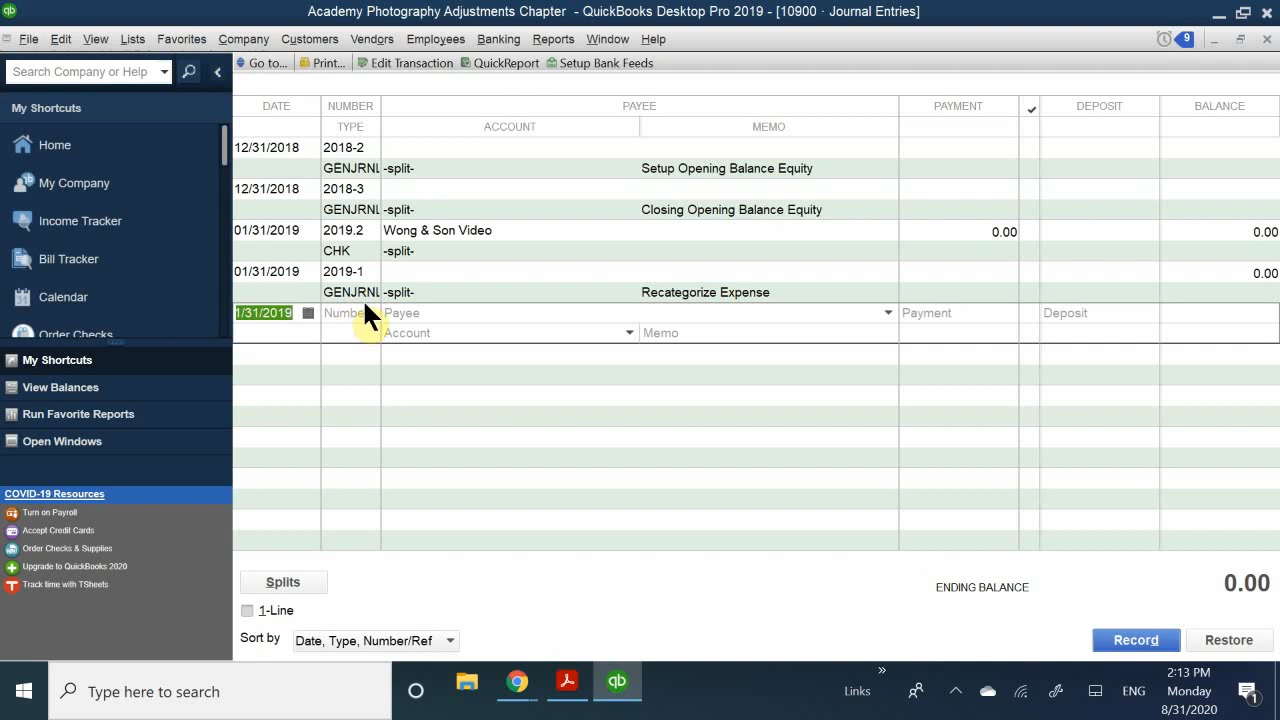 Academy Photography Adjustments Chapter - QuickBooks Desktop Pro 2019 - [10900 · Journal Entries]
File Edit View Lists Favorites Company Customers Vendors Employees Banking Reports Window Help
9
Search Company or Help
Go to... Print... Edit Transaction QuickReport Setup Bank Feeds
My Shortcuts
Home
My Company
Income Tracker
Bill Tracker
Calendar
Order Checks
My Shortcuts
View Balances
Run Favorite Reports
Open Windows
COVID-19 Resources
Turn on Payroll
Accept Credit Cards
Order Checks & Supplies
Upgrade to QuickBooks 2020
Track time with TSheets
DATE NUMBER PAYEE PAYMENT ✓ DEPOSIT BALANCE
TYPE ACCOUNT MEMO
12/31/2018 2018-2
GENJRNL -split- Setup Opening Balance Equity
12/31/2018 2018-3
GENJRNL -split- Closing Opening Balance Equity
01/31/2019 2019.2 Wong & Son Video 0.00 0.00
CHK -split-
01/31/2019 2019-1 0.00
GENJRNL -split- Recategorize Expense
1/31/2019 Number Payee Payment Deposit
Account Memo
Splits
1-Line
Sort by Date, Type, Number/Ref
ENDING BALANCE 0.00
Record Restore
Type here to search
Links
ENG
2:13 PM
Monday
8/31/2020
1